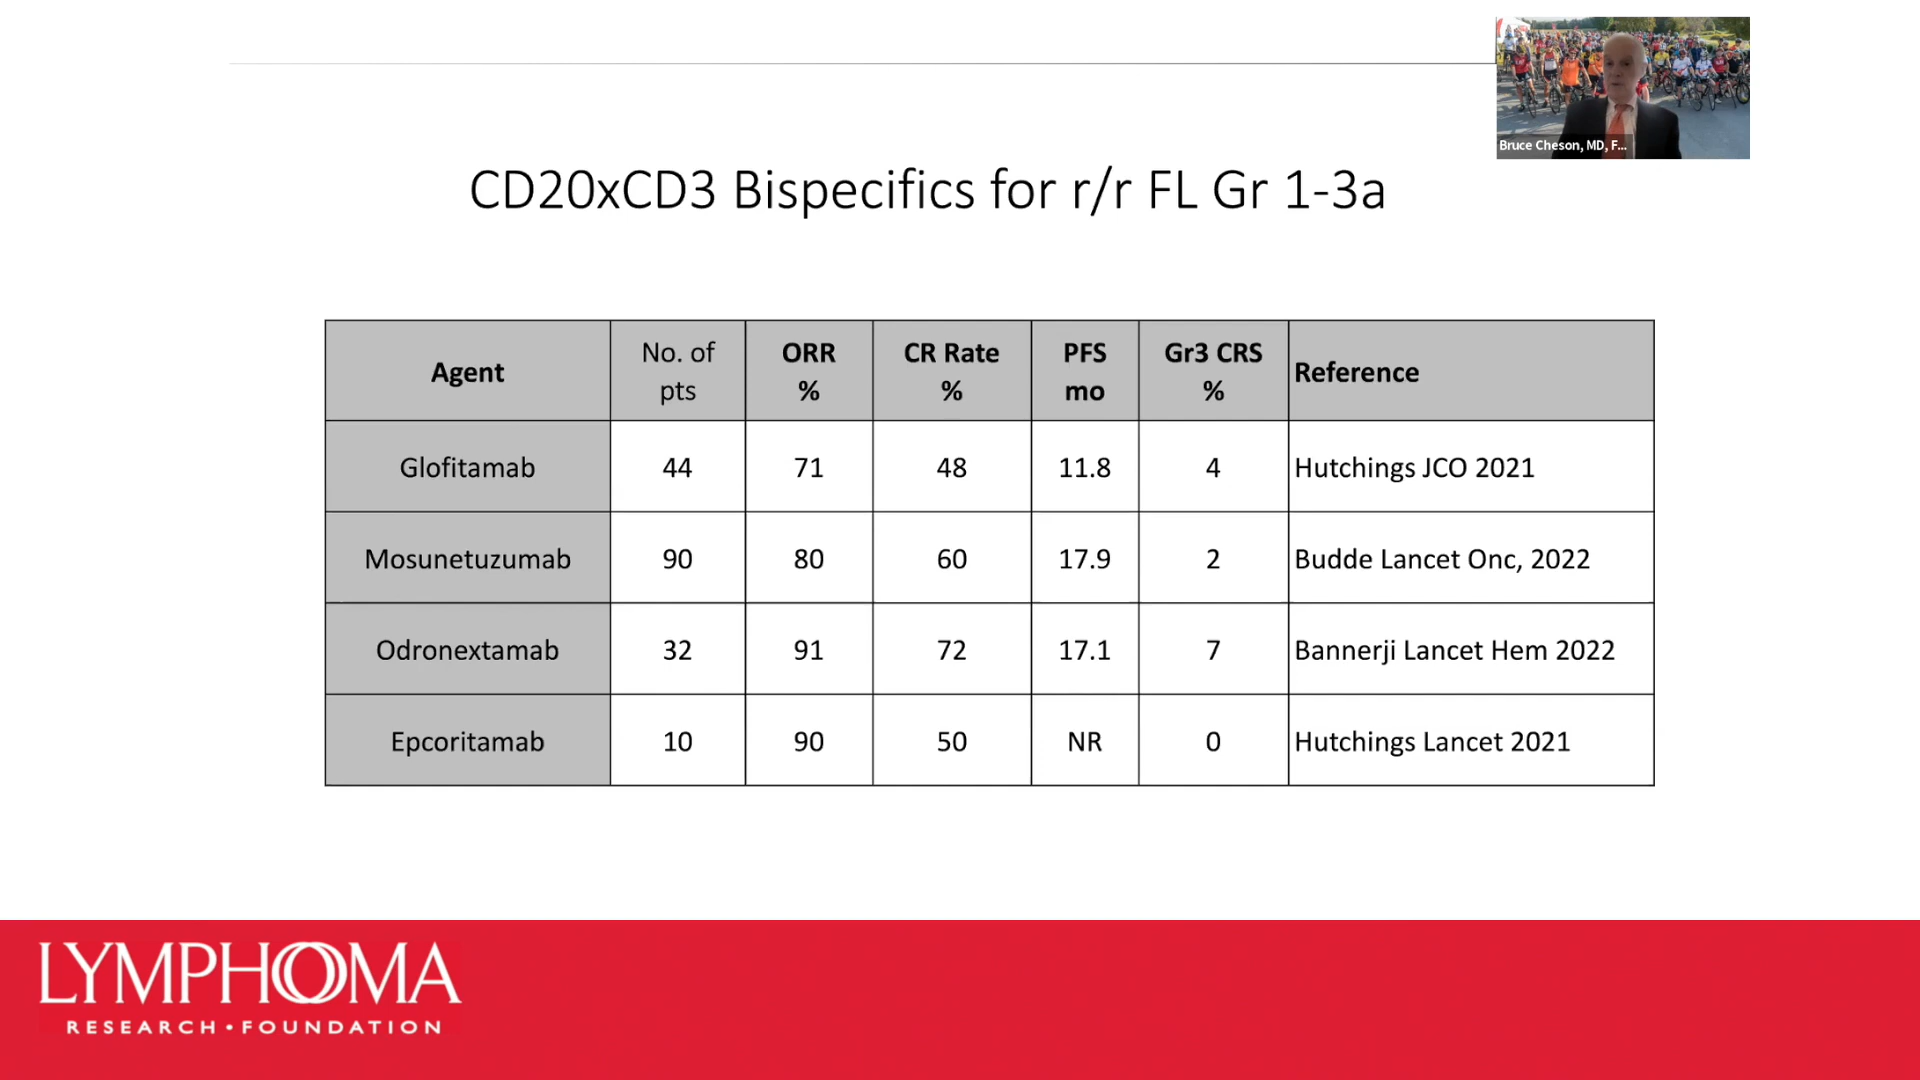 Bruce Cheson, MD, F...
CD20xCD3 Bispecifics for r/r FL Gr 1-3a
Agent No. of pts ORR % CR Rate % PFS mo Gr3 CRS % Reference
Glofitamab 44 71 48 11.8 4 Hutchings JCO 2021
Mosunetuzumab 90 80 60 17.9 2 Budde Lancet Onc, 2022
Odronextamab 32 91 72 17.1 7 Bannerji Lancet Hem 2022
Epcoritamab 10 90 50 NR 0 Hutchings Lancet 2021
LYMPHOMA
RESEARCH • FOUNDATION